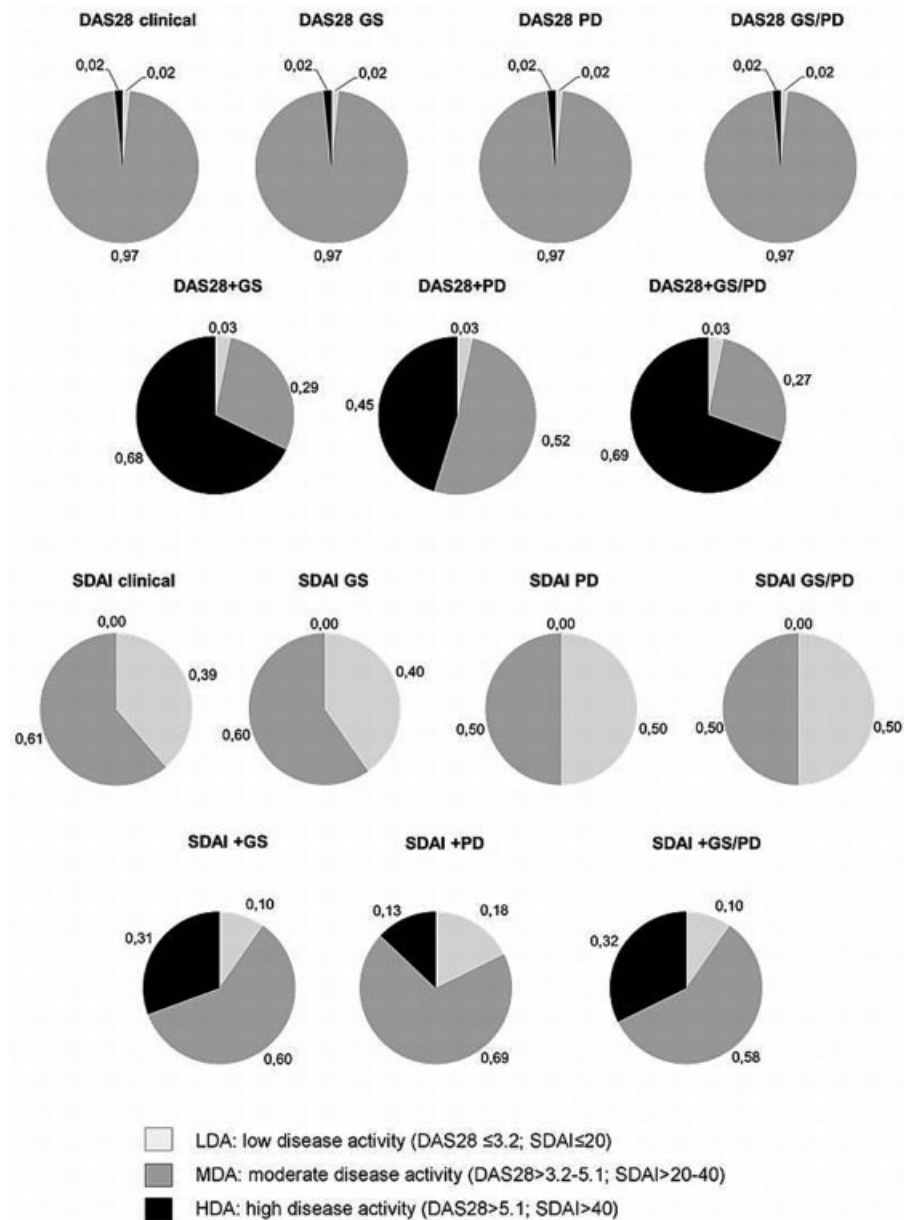 DAS28 clinical DAS28 GS DAS28 PD DAS28 GS/PD
0,02 0,02 0,02 0,02 0,02 0,02 0,02 0,02
0,97 0,97 0,97 0,97
DAS28+GS DAS28+PD DAS28+GS/PD
0,03 0,03 0,03
0,29 0,45 0,27
0,68 0,52 0,69
SDAI clinical SDAI GS SDAI PD SDAI GS/PD
0,00 0,00 0,00 0,00
0,39 0,40
0,61 0,60 0,50 0,50 0,50 0,50
SDAI +GS SDAI +PD SDAI +GS/PD
0,10 0,13 0,18 0,10
0,31 0,32
0,60 0,69 0,58
LDA: low disease activity (DAS28 ≤3.2; SDAI≤20)
MDA: moderate disease activity (DAS28>3.2-5.1; SDAI>20-40)
HDA: high disease activity (DAS28>5.1; SDAI>40)